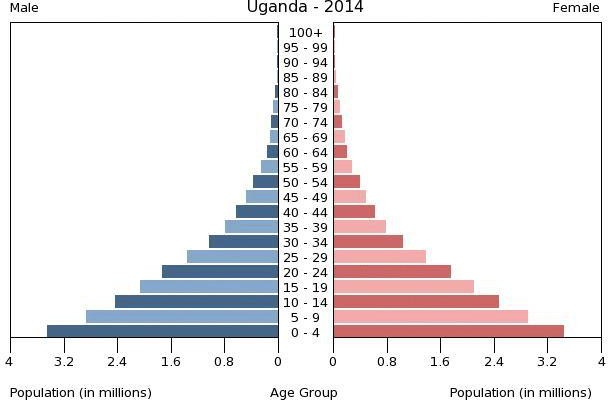 Male Uganda - 2014 Female
100+
95 - 99
90 - 94
85 - 89
80 - 84
75 - 79
70 - 74
65 - 69
60 - 64
55 - 59
50 - 54
45 - 49
40 - 44
35 - 39
30 - 34
25 - 29
20 - 24
15 - 19
10 - 14
5 - 9
0 - 4
4 3.2 2.4 1.6 0.8 0 0 0.8 1.6 2.4 3.2 4
Population (in millions) Age Group Population (in millions)